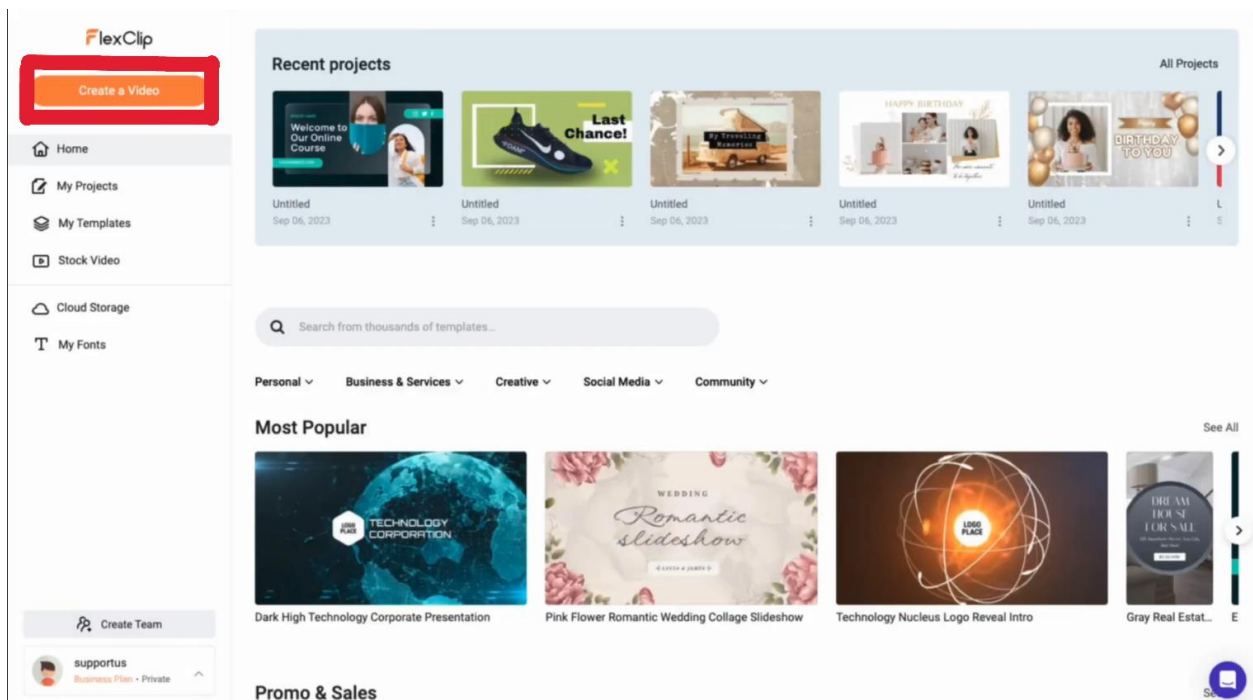 FlexClip
Create a Video
Home
My Projects
My Templates
Stock Video
Cloud Storage
My Fonts
Create Team
supportus
Business Plan • Private
Recent projects
All Projects
Welcome to
Our Online
Course
Last
Chance!
"FOAM"
My Traveling
Memories
HAPPY BIRTHDAY
Happy
BIRTHDAY
TO YOU
Untitled
Sep 06, 2023
Untitled
Sep 06, 2023
Untitled
Sep 06, 2023
Untitled
Sep 06, 2023
Untitled
Sep 06, 2023
Search from thousands of templates...
Personal
Business & Services
Creative
Social Media
Community
Most Popular
See All
LOGO
PLACE
TECHNOLOGY
CORPORATION
WEDDING
Romantic
slideshow
LOGO
PLACE
DREAM
HOUSE
FOR SALE
Dark High Technology Corporate Presentation
Pink Flower Romantic Wedding Collage Slideshow
Technology Nucleus Logo Reveal Intro
Gray Real Estat...
E
Promo & Sales